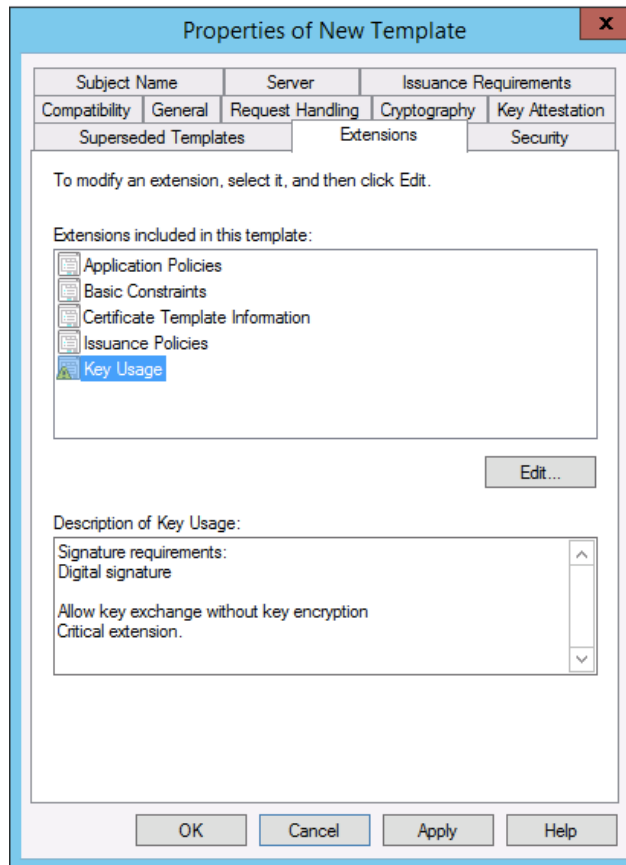 Properties of New Template
x
Subject Name
Server
Issuance Requirements
Compatibility
General
Request Handling
Cryptography
Key Attestation
Superseded Templates
Extensions
Security
To modify an extension, select it, and then click Edit.
Extensions included in this template:
Application Policies
Basic Constraints
Certificate Template Information
Issuance Policies
Key Usage
Edit...
Description of Key Usage:
Signature requirements:
Digital signature
Allow key exchange without key encryption
Critical extension.
OK
Cancel
Apply
Help